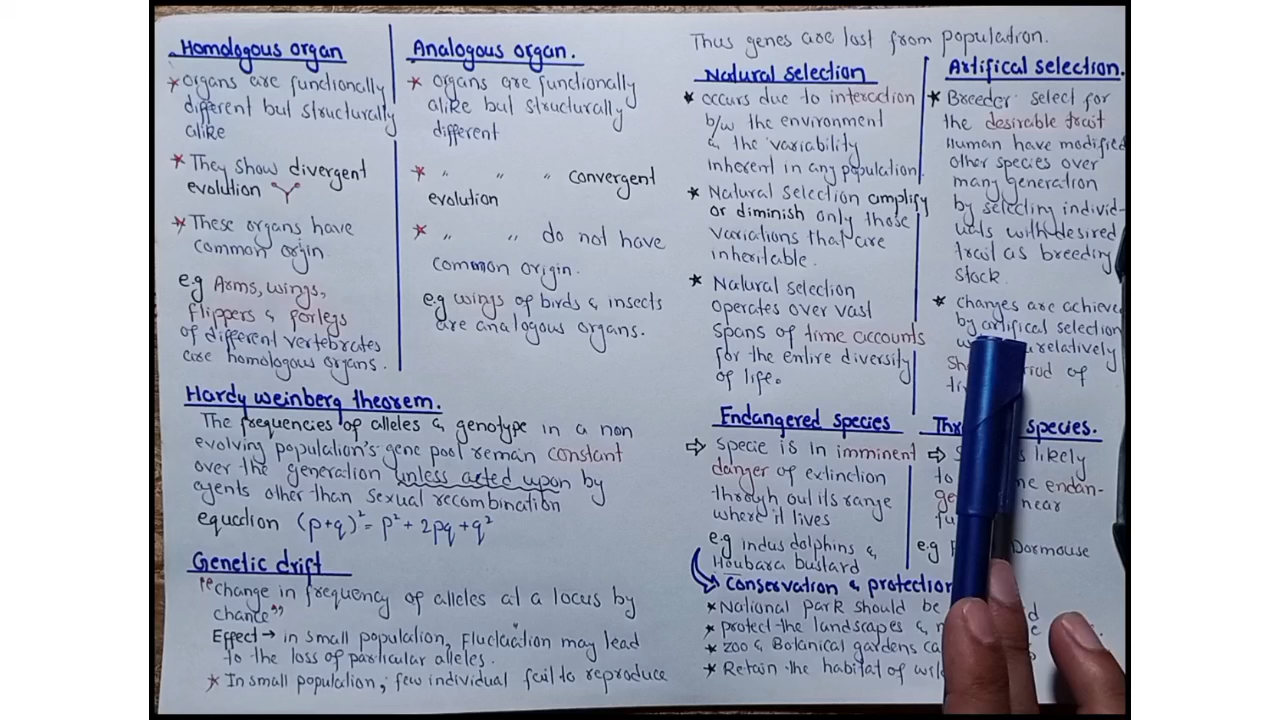 Homologous organ
* organs are functionally
different but structurally
alike
* They show divergent
evolution
* These organs have
common orjin
e.g Arms, wings,
flippers & forlegs
of different vertebrates
are homologous organs.
Analogous organ.
* organs are functionally
alike but structurally
different
* " " " convergent
evolution
* " " do not have
common origin.
e.g wings of birds & insects
are analogous organs.
Hardy weinberg theorem.
The frequencies of alleles & genotype in a non
evolving population's gene pool remain constant
over the generation unless acted upon by
agents other than sexual recombination
equation (p+q)² = p² + 2pq + q²
Genetic drift
"change in frequency of alleles at a locus by
chance"
Effect → in small population, Fluctuation may lead
to the loss of particular alleles.
* In small population, few individual fail to reproduce
Thus genes are lost from population.
Natural selection
* occurs due to interaction
b/w the environment
& the variability
inherent in any population.
* Natural selection amplify
or diminish only those
variations that are
inheritable.
* Natural selection
operates over vast
spans of time accounts
for the entire diversity
of life.
Artifical selection.
* Breeder select for
the desirable trait
Human have modified
other species over
many generation
by selecting individ-
uals with desired
trait as breeding
stock.
* changes are achieve
by artifical selection
relatively
of
Endangered species
⇨ specie is in imminent
danger of extinction
through out its range
where it lives
e.g indus dolphins &
Houbara bustard
species.
⇨ likely
to endan-
near
e.g Dormouse
Conservation & protection
* National park should be
* protect the landscapes &
* zoo & Botanical gardens
* Retain the habitat of